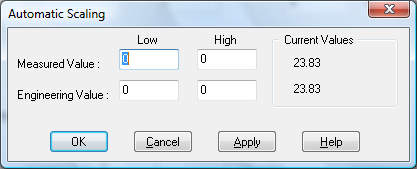 Automatic Scaling
Low High Current Values
Measured Value : 0 0 23.83
Engineering Value : 0 0 23.83
OK Cancel Apply Help